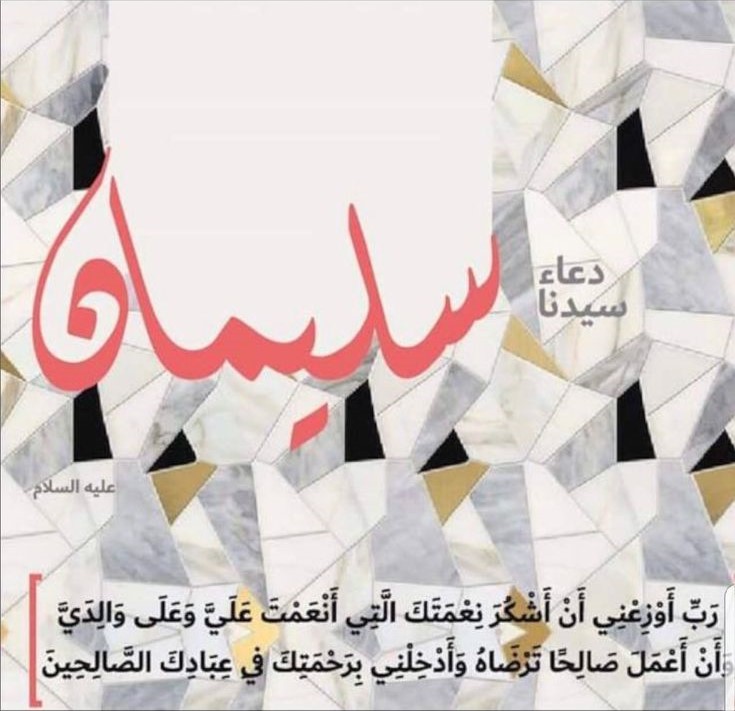 دعاء
سيدنا
سليمان
عليه السلام
رَبِّ أَوْزِعْنِي أَنْ أَشْكُرَ نِعْمَتَكَ الَّتِي أَنْعَمْتَ عَلَيَّ وَعَلَى وَالِدَيَّ
وَأَنْ أَعْمَلَ صَالِحًا تَرْضَاهُ وَأَدْخِلْنِي بِرَحْمَتِكَ فِي عِبَادِكَ الصَّالِحِينَ